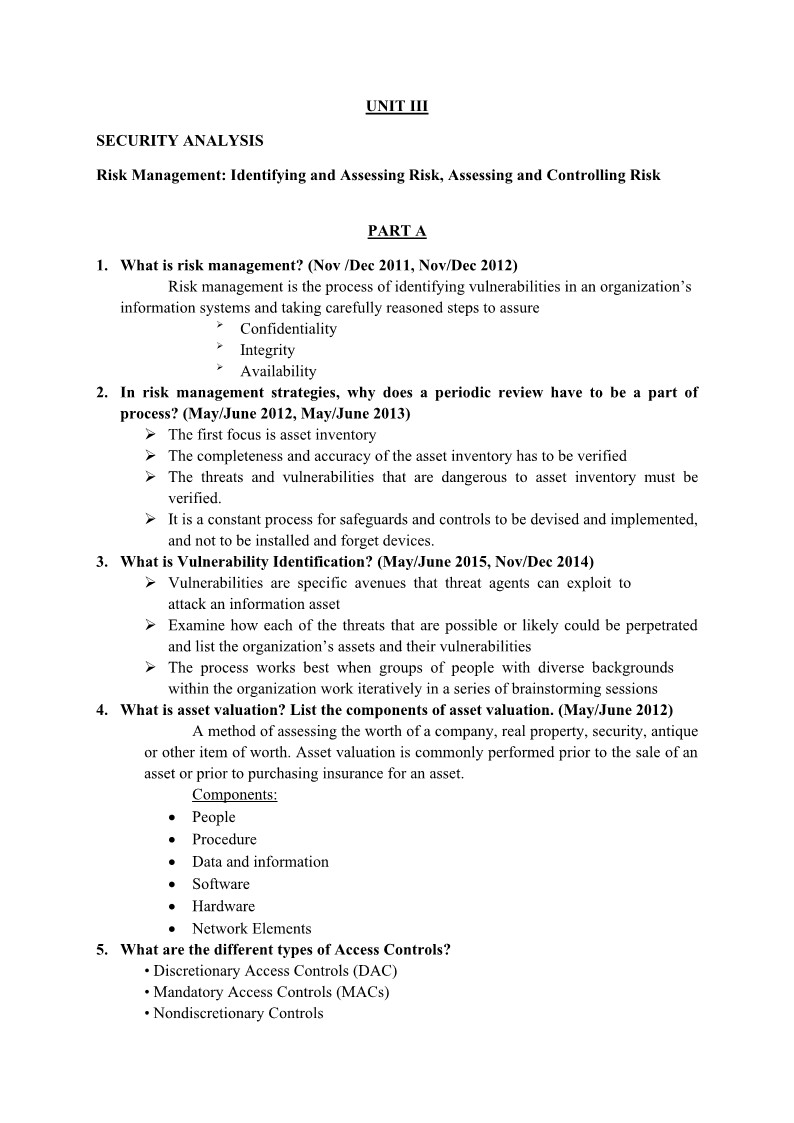 UNIT III
SECURITY ANALYSIS
Risk Management: Identifying and Assessing Risk, Assessing and Controlling Risk
PART A
1. What is risk management? (Nov /Dec 2011, Nov/Dec 2012)
Risk management is the process of identifying vulnerabilities in an organization’s
information systems and taking carefully reasoned steps to assure
➢ Confidentiality
➢ Integrity
➢ Availability
2. In risk management strategies, why does a periodic review have to be a part of
process? (May/June 2012, May/June 2013)
➢ The first focus is asset inventory
➢ The completeness and accuracy of the asset inventory has to be verified
➢ The threats and vulnerabilities that are dangerous to asset inventory must be
verified.
➢ It is a constant process for safeguards and controls to be devised and implemented,
and not to be installed and forget devices.
3. What is Vulnerability Identification? (May/June 2015, Nov/Dec 2014)
➢ Vulnerabilities are specific avenues that threat agents can exploit to
attack an information asset
➢ Examine how each of the threats that are possible or likely could be perpetrated
and list the organization’s assets and their vulnerabilities
➢ The process works best when groups of people with diverse backgrounds
within the organization work iteratively in a series of brainstorming sessions
4. What is asset valuation? List the components of asset valuation. (May/June 2012)
A method of assessing the worth of a company, real property, security, antique
or other item of worth. Asset valuation is commonly performed prior to the sale of an
asset or prior to purchasing insurance for an asset.
Components:
• People
• Procedure
• Data and information
• Software
• Hardware
• Network Elements
5. What are the different types of Access Controls?
• Discretionary Access Controls (DAC)
• Mandatory Access Controls (MACs)
• Nondiscretionary Controls